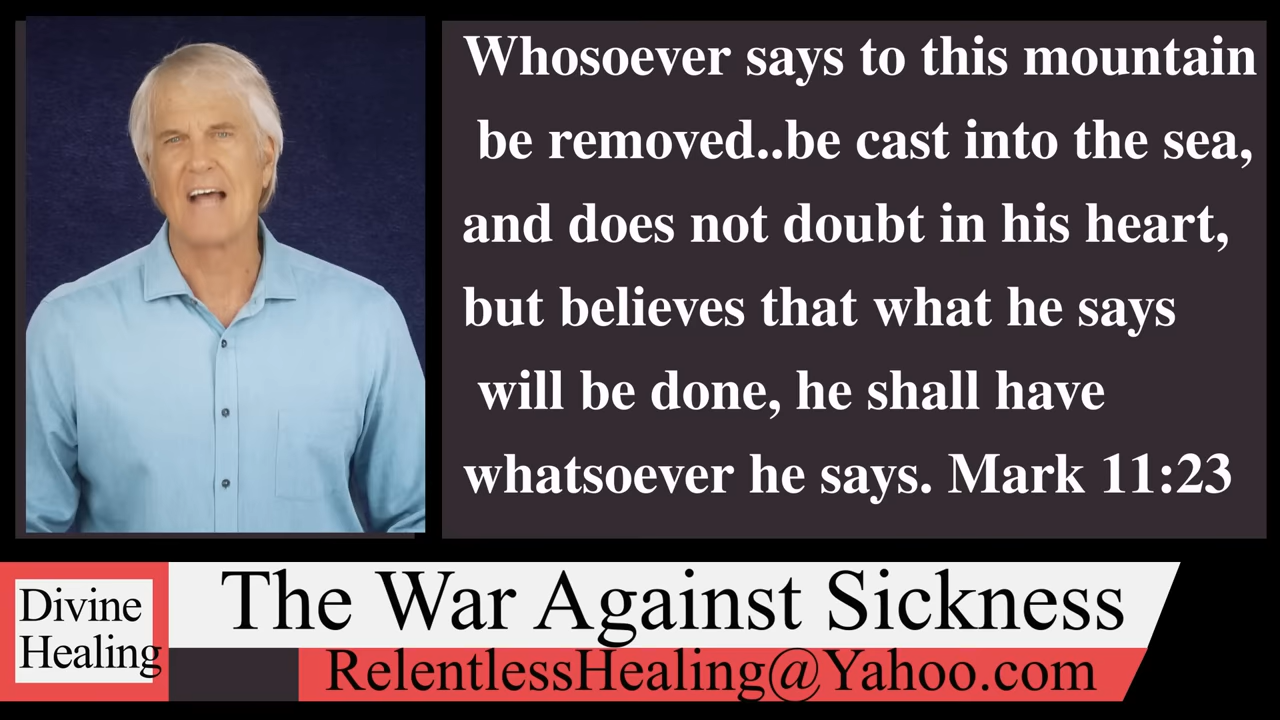 Whosoever says to this mountain
be removed..be cast into the sea,
and does not doubt in his heart,
but believes that what he says
will be done, he shall have
whatsoever he says. Mark 11:23
Divine
Healing
The War Against Sickness
RelentlessHealing@Yahoo.com